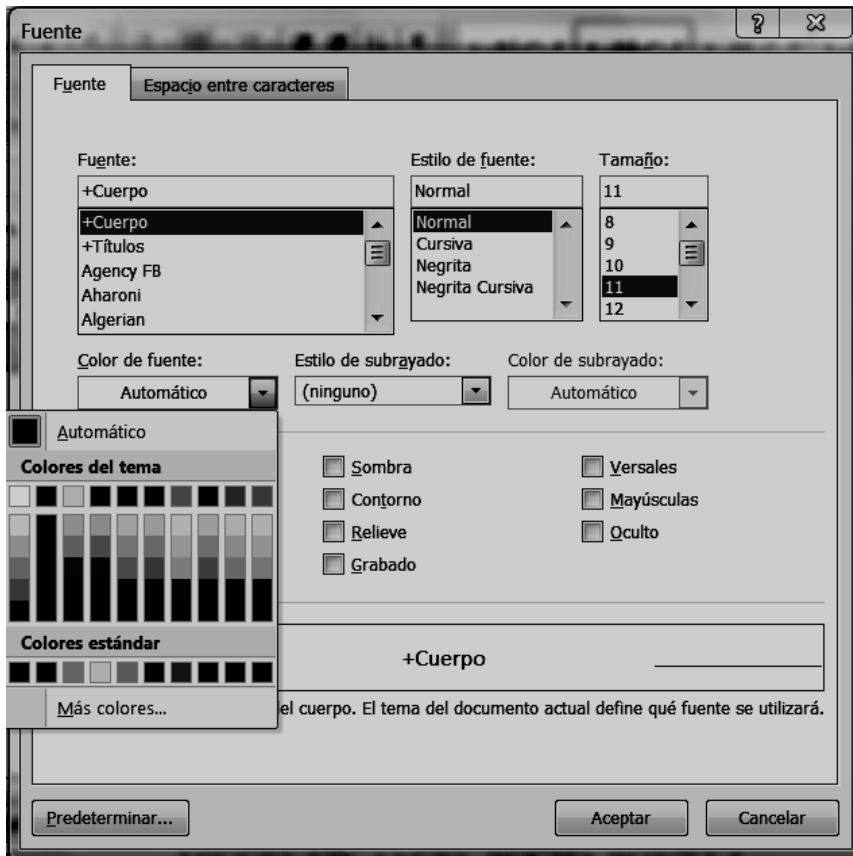 Fuente
Fuente Espacio entre caracteres
Fuente: Estilo de fuente: Tamaño:
+Cuerpo Normal 11
+Cuerpo Normal 8
+Títulos Cursiva 9
Agency FB Negrita 10
Aharoni Negrita Cursiva 11
Algerian 12
Color de fuente: Estilo de subrayado: Color de subrayado:
Automático (ninguno) Automático
Automático
Colores del tema Sombra Versales
Contorno Mayúsculas
Relieve Oculto
Grabado
Colores estándar
+Cuerpo
Más colores... el cuerpo. El tema del documento actual define qué fuente se utilizará.
Predeterminar... Aceptar Cancelar